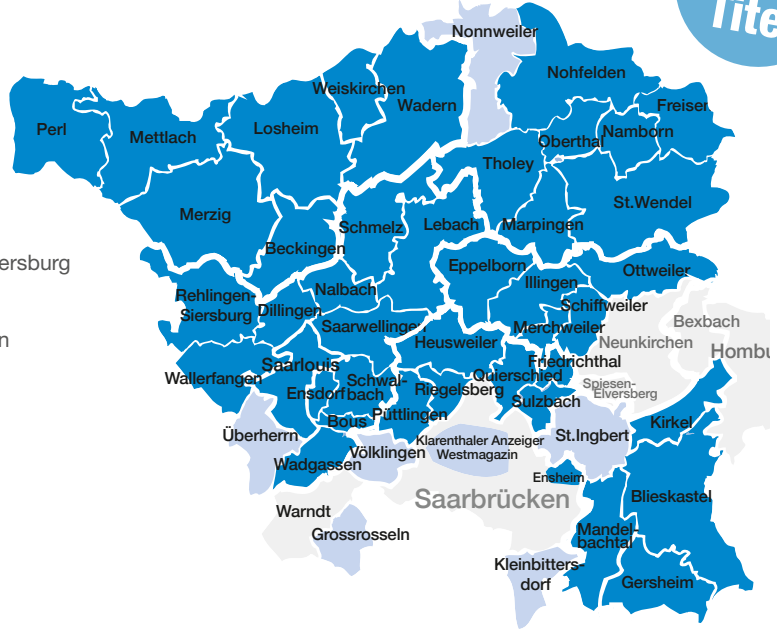 Nonnweiler
Nohfelden
Weiskirchen
Wadern
Freisen
Perl
Mettlach
Losheim
Oberthal
Namborn
Tholey
Merzig
St.Wendel
Schmelz
Lebach
Marpingen
Beckingen
ersburg
Eppelborn
Ottweiler
Illingen
Rehlingen-
Siersburg
Nalbach
Dillingen
Schiffweiler
Saarwellingen
Merchweiler
Bexbach
n
Heusweiler
Neunkirchen
Hombu
Saarlouis
Friedrichthal
Wallerfangen
Quierschied
Spiesen-
Elversberg
Ensdorf
Schwal-
bach
Riegelsberg
Sulzbach
Püttlingen
Bous
Kirkel
Überherrn
Klarenthaler Anzeiger
Westmagazin
St.Ingbert
Völklingen
Wadgassen
Ensheim
Saarbrücken
Blieskastel
Warndt
Grossrosseln
Mandel-
bachtal
Kleinbitters-
dorf
Gersheim